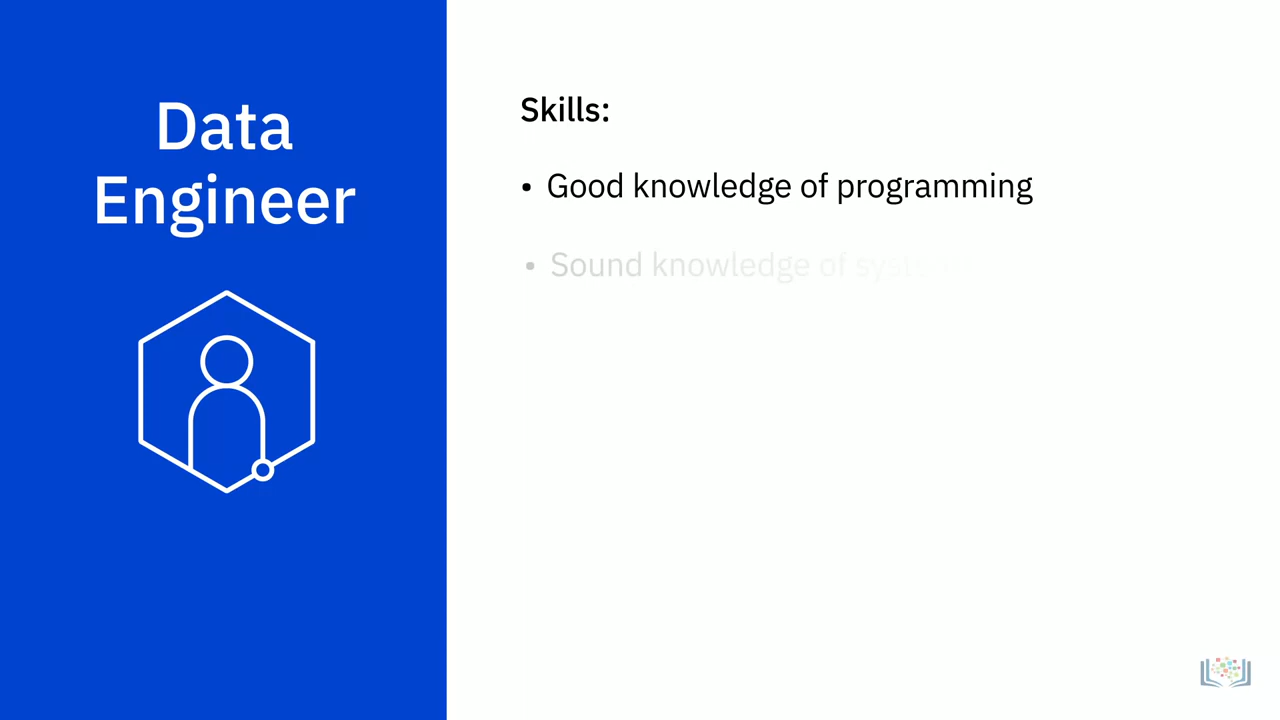 Data
Engineer
Skills:
• Good knowledge of programming
• Sound knowledge of